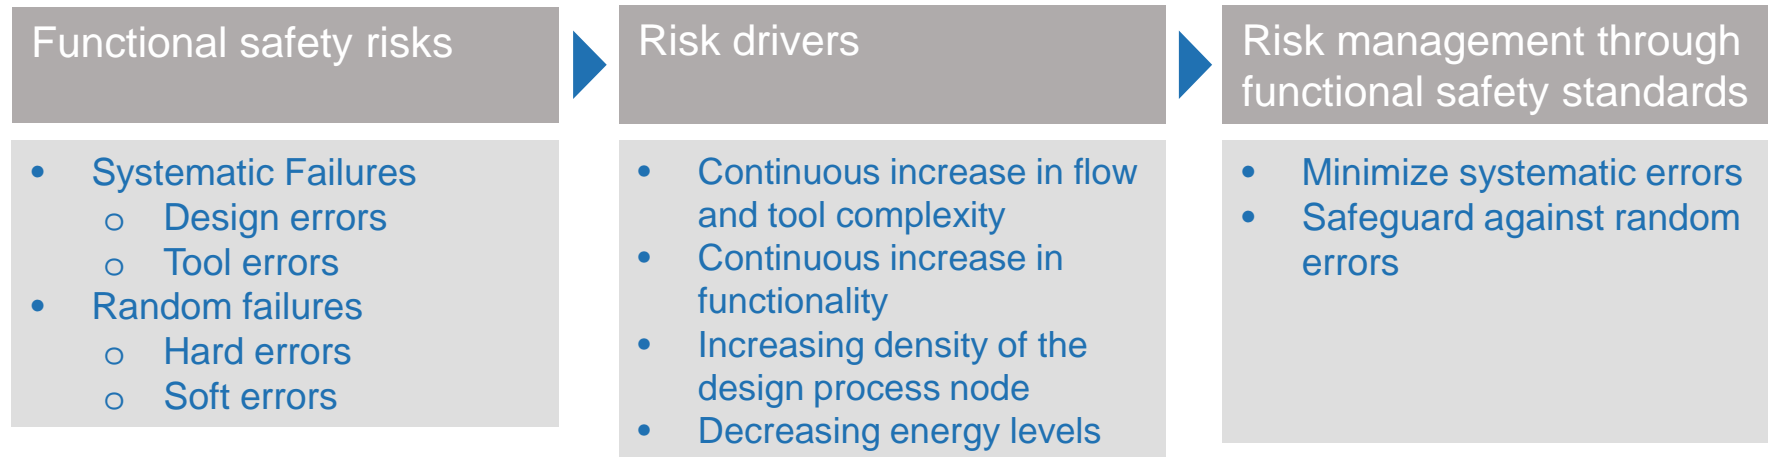 Functional safety risks
• Systematic Failures
o Design errors
o Tool errors
• Random failures
o Hard errors
o Soft errors
Risk drivers
• Continuous increase in flow
and tool complexity
• Continuous increase in
functionality
• Increasing density of the
design process node
• Decreasing energy levels
Risk management through
functional safety standards
• Minimize systematic errors
• Safeguard against random
errors